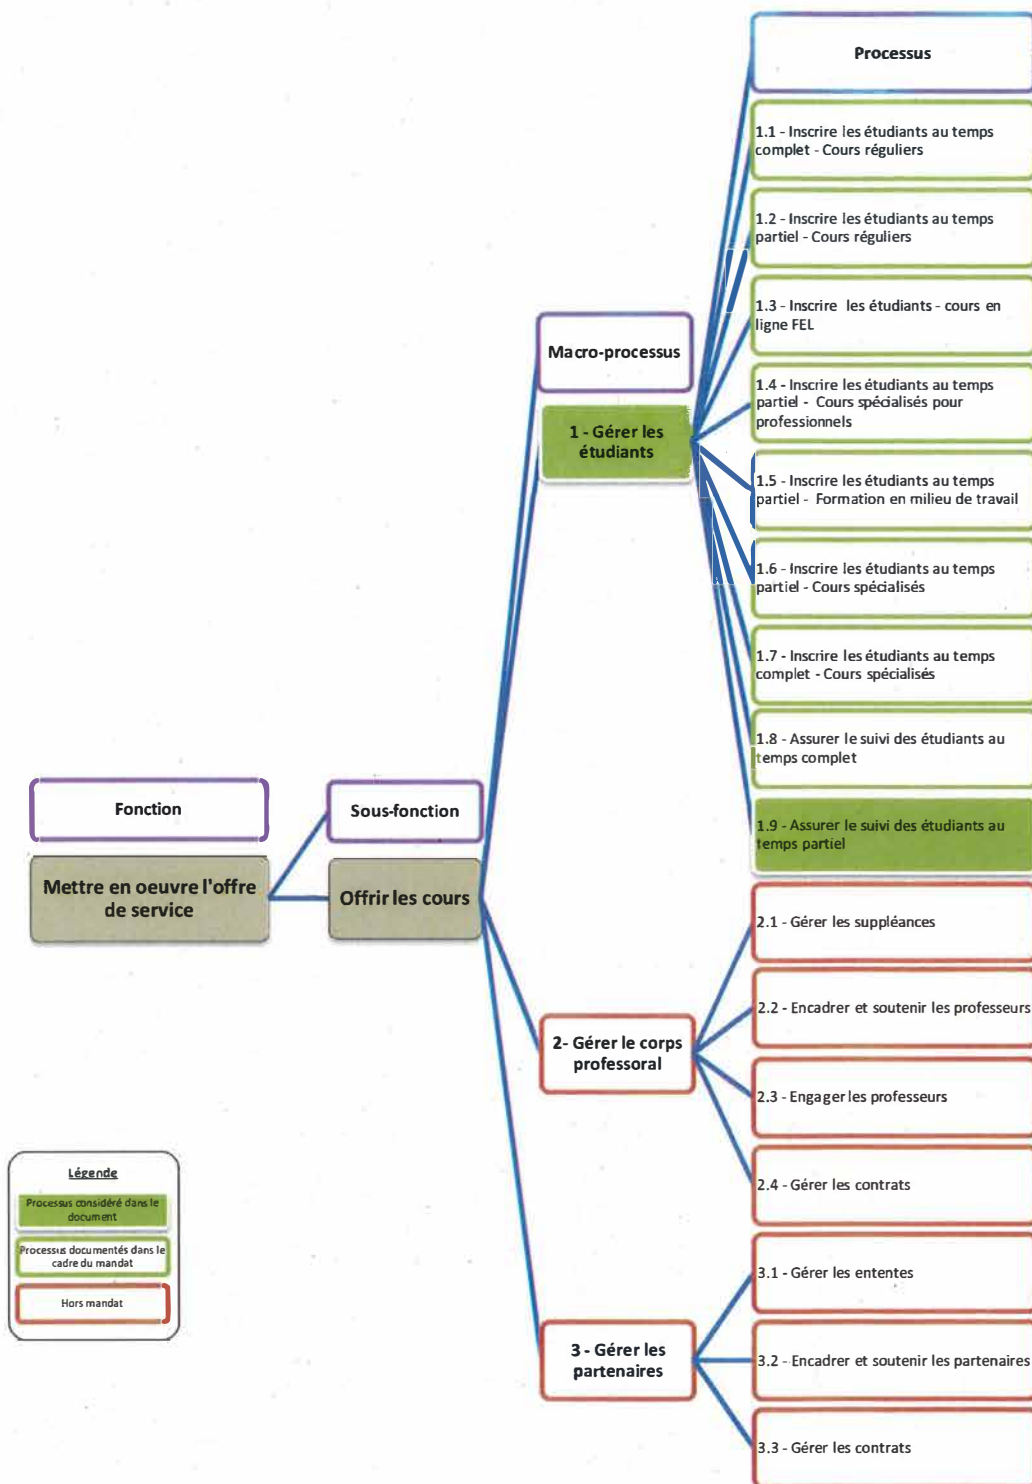 Processus
1.1 - Inscrire les étudiants au temps
complet - Cours réguliers
1.2 - Inscrire les étudiants au temps
partiel - Cours réguliers
1.3 - Inscrire les étudiants - cours en
ligne FEL
Macro-processus
1.4 - Inscrire les étudiants au temps
partiel - Cours spécialisés pour
professionnels
1 - Gérer les
étudiants
1.5 - Inscrire les étudiants au temps
partiel - Formation en milieu de travail
1.6 - Inscrire les étudiants au temps
partiel - Cours spécialisés
1.7 - Inscrire les étudiants au temps
complet - Cours spécialisés
1.8 - Assurer le suivi des étudiants au
temps complet
Fonction
Sous-fonction
1.9 - Assurer le suivi des étudiants au
temps partiel
Mettre en oeuvre l'offre
de service
Offrir les cours
2.1 - Gérer les suppléances
2.2 - Encadrer et soutenir les professeurs
2- Gérer le corps
professoral
2.3 - Engager les professeurs
2.4 - Gérer les contrats
Légende
Processus considéré dans le
document
Processus documentés dans le
cadre du mandat
Hors mandat
3.1 - Gérer les ententes
3 - Gérer les
partenaires
3.2 - Encadrer et soutenir les partenaires
3.3 - Gérer les contrats